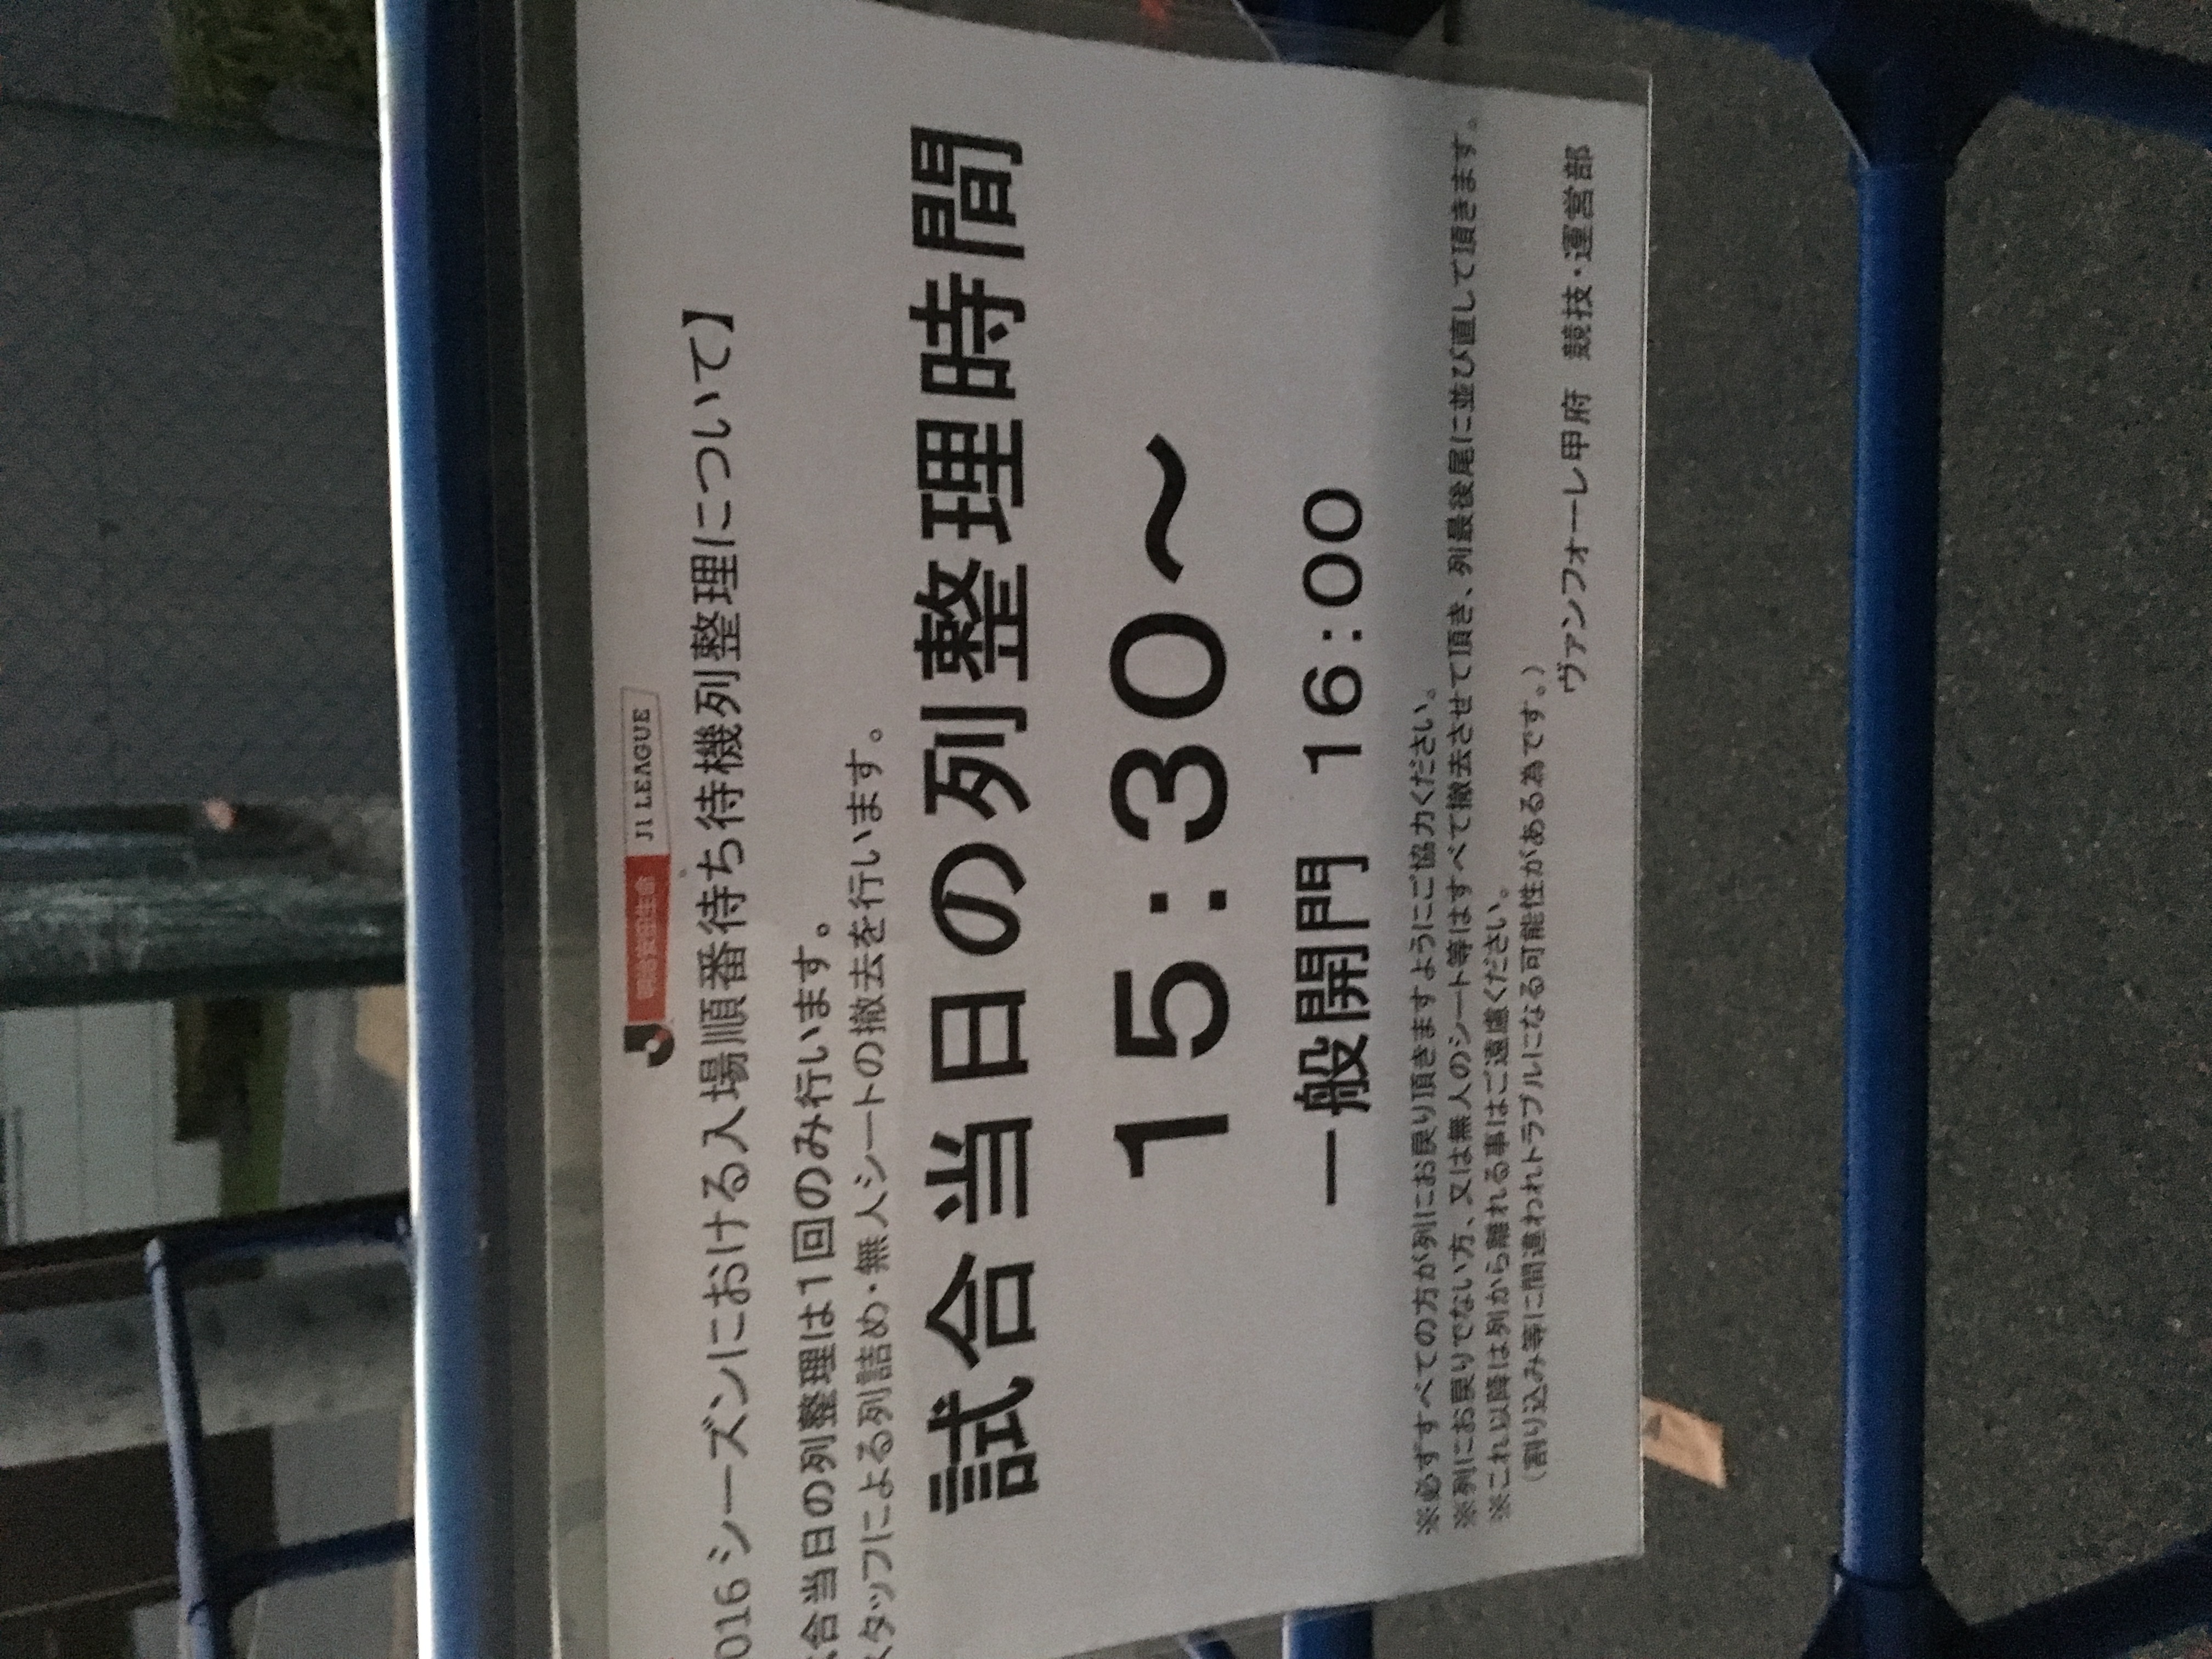 明治安田生命 J1 LEAGUE
016シーズンにおける入場順番待ち待機列整理について】
合当日の列整理は1回のみ行います。
タッフによる列詰め・無人シートの撤去を行います。
試合当日の列整理時間
15:30～
一般開門 16:00
※必ずすべての方が列にお戻り頂きますようにご協力ください。
※列にお戻りでない方、又は無人のシート等はすべて撤去させて頂き、列最後尾に並び直して頂きます。
※これ以降は列から離れる事はご遠慮ください。
（割り込み等に間違われトラブルになる可能性がある為です。）
ヴァンフォーレ甲府 競技・運営部